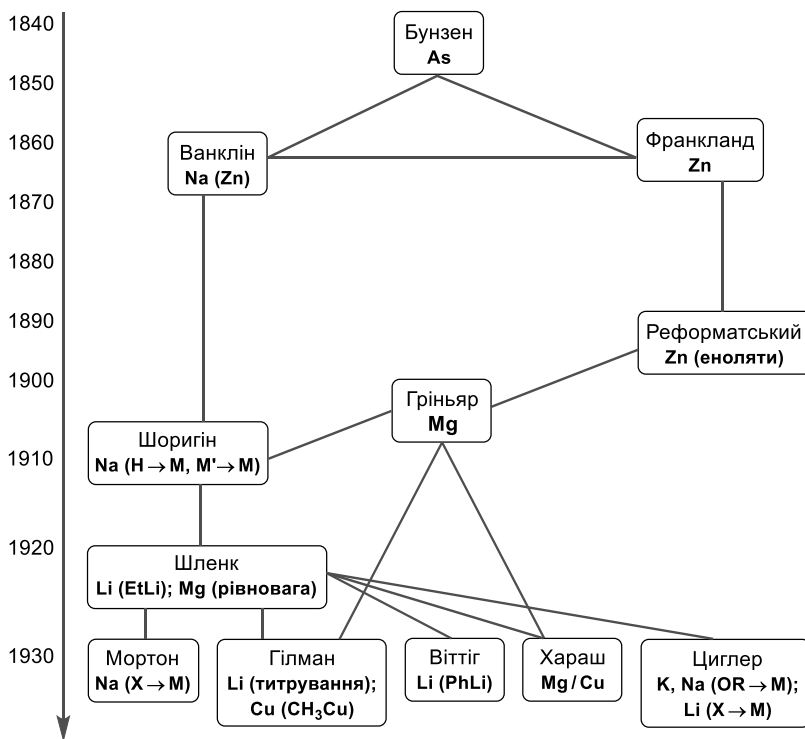 1840
1850
1860
1870
1880
1890
1900
1910
1920
1930
Бунзен
As
Ванклін
Na (Zn)
Франкланд
Zn
Реформатський
Zn (еноляти)
Гріньяр
Mg
Шоригін
Na (H→M, M'→M)
Шленк
Li (EtLi); Mg (рівновага)
Мортон
Na (X→M)
Гілман
Li (титрування);
Cu (CH₃Cu)
Віттіг
Li (PhLi)
Хараш
Mg/Cu
Циглер
K, Na (OR→M);
Li (X→M)